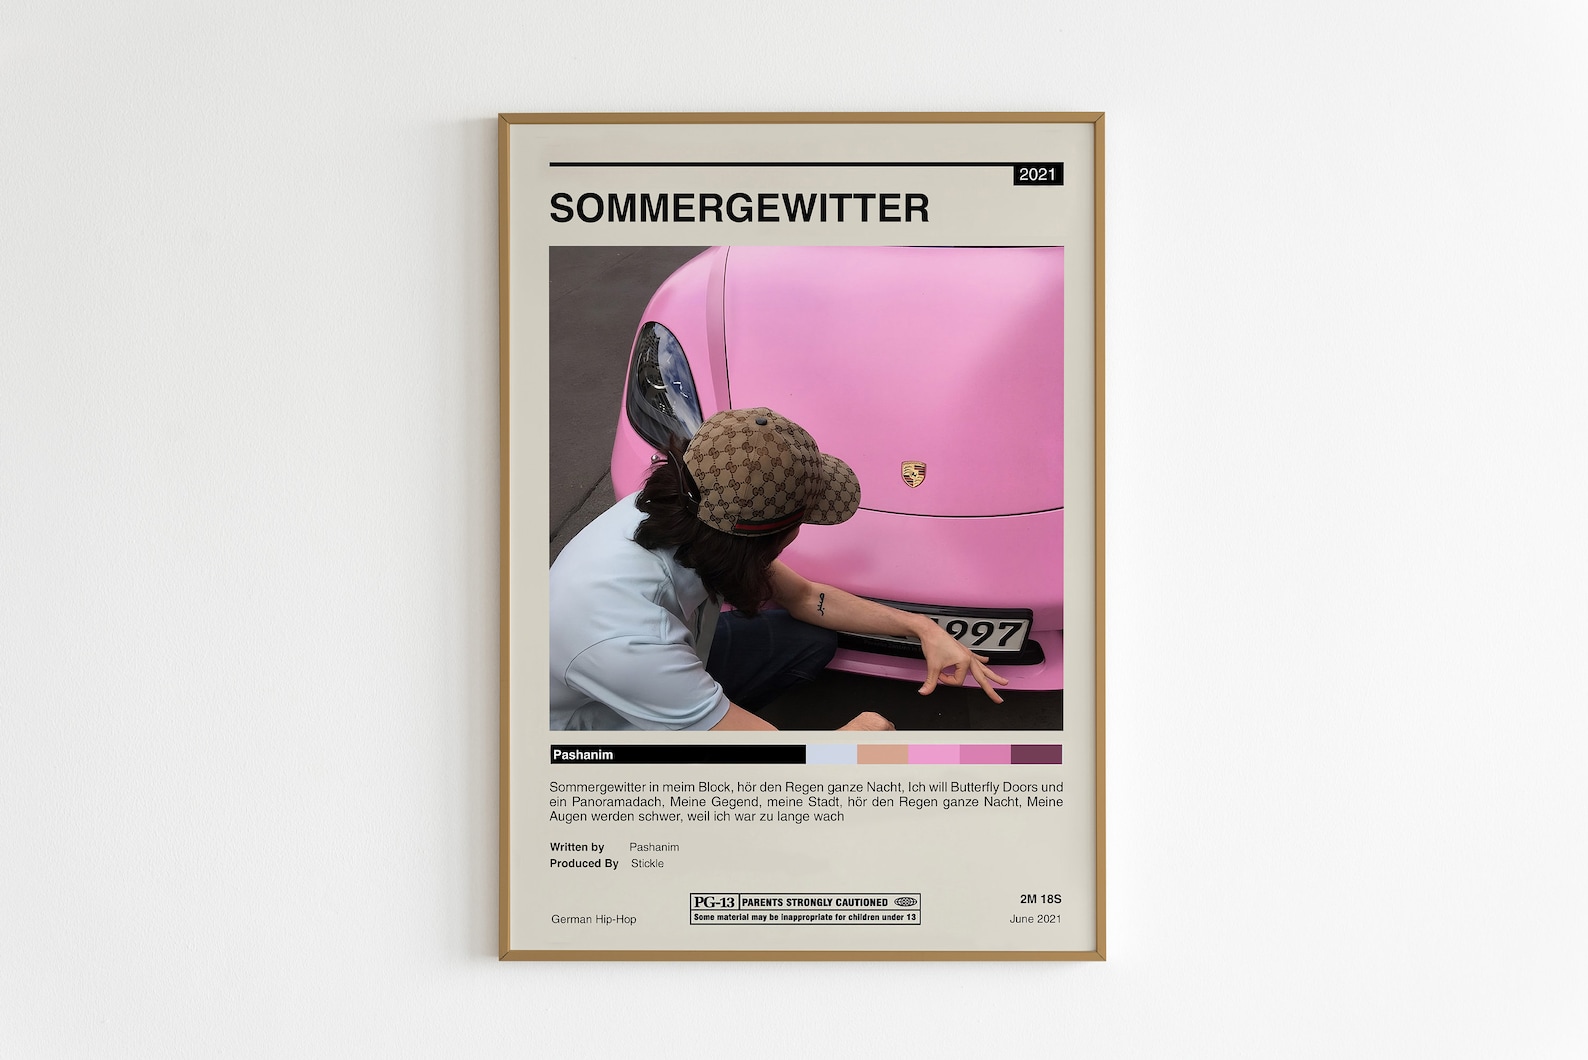 2021
SOMMERGEWITTER
997
Pashanim
Sommergewitter in meim Block, hör den Regen ganze Nacht, Ich will Butterfly Doors und
ein Panoramadach, Meine Gegend, meine Stadt, hör den Regen ganze Nacht, Meine
Augen werden schwer, weil ich war zu lange wach
Written by Pashanim
Produced By Stickle
PG-13 PARENTS STRONGLY CAUTIONED
Some material may be inappropriate for children under 13
2M 18S
German Hip-Hop
June 2021